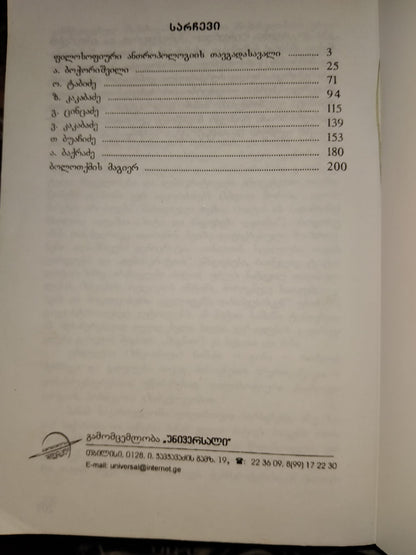 სარჩევი
ფილოსოფიური ანთროპოლოგიის თავგადასავალი ............ 3
ა. ბოჭორიშვილი ............ 25
ო. ტაბიძე ............ 71
ზ. კაკაბაძე ............ 94
გ. ცინცაძე ............ 115
ვ. კაკაბაძე ............ 139
თ ბუაჩიძე ............ 153
ა. ბაქრაძე ............ 180
ბოლოთქმის მაგიერ ............ 200
გამომცემლობა „უნივერსალი"
თბილისი, 0128, ი. ჭავჭავაძის გამზ. 19, ☎: 22 36 09, 8(99) 17 22 30
E-mail: universal@internet.ge